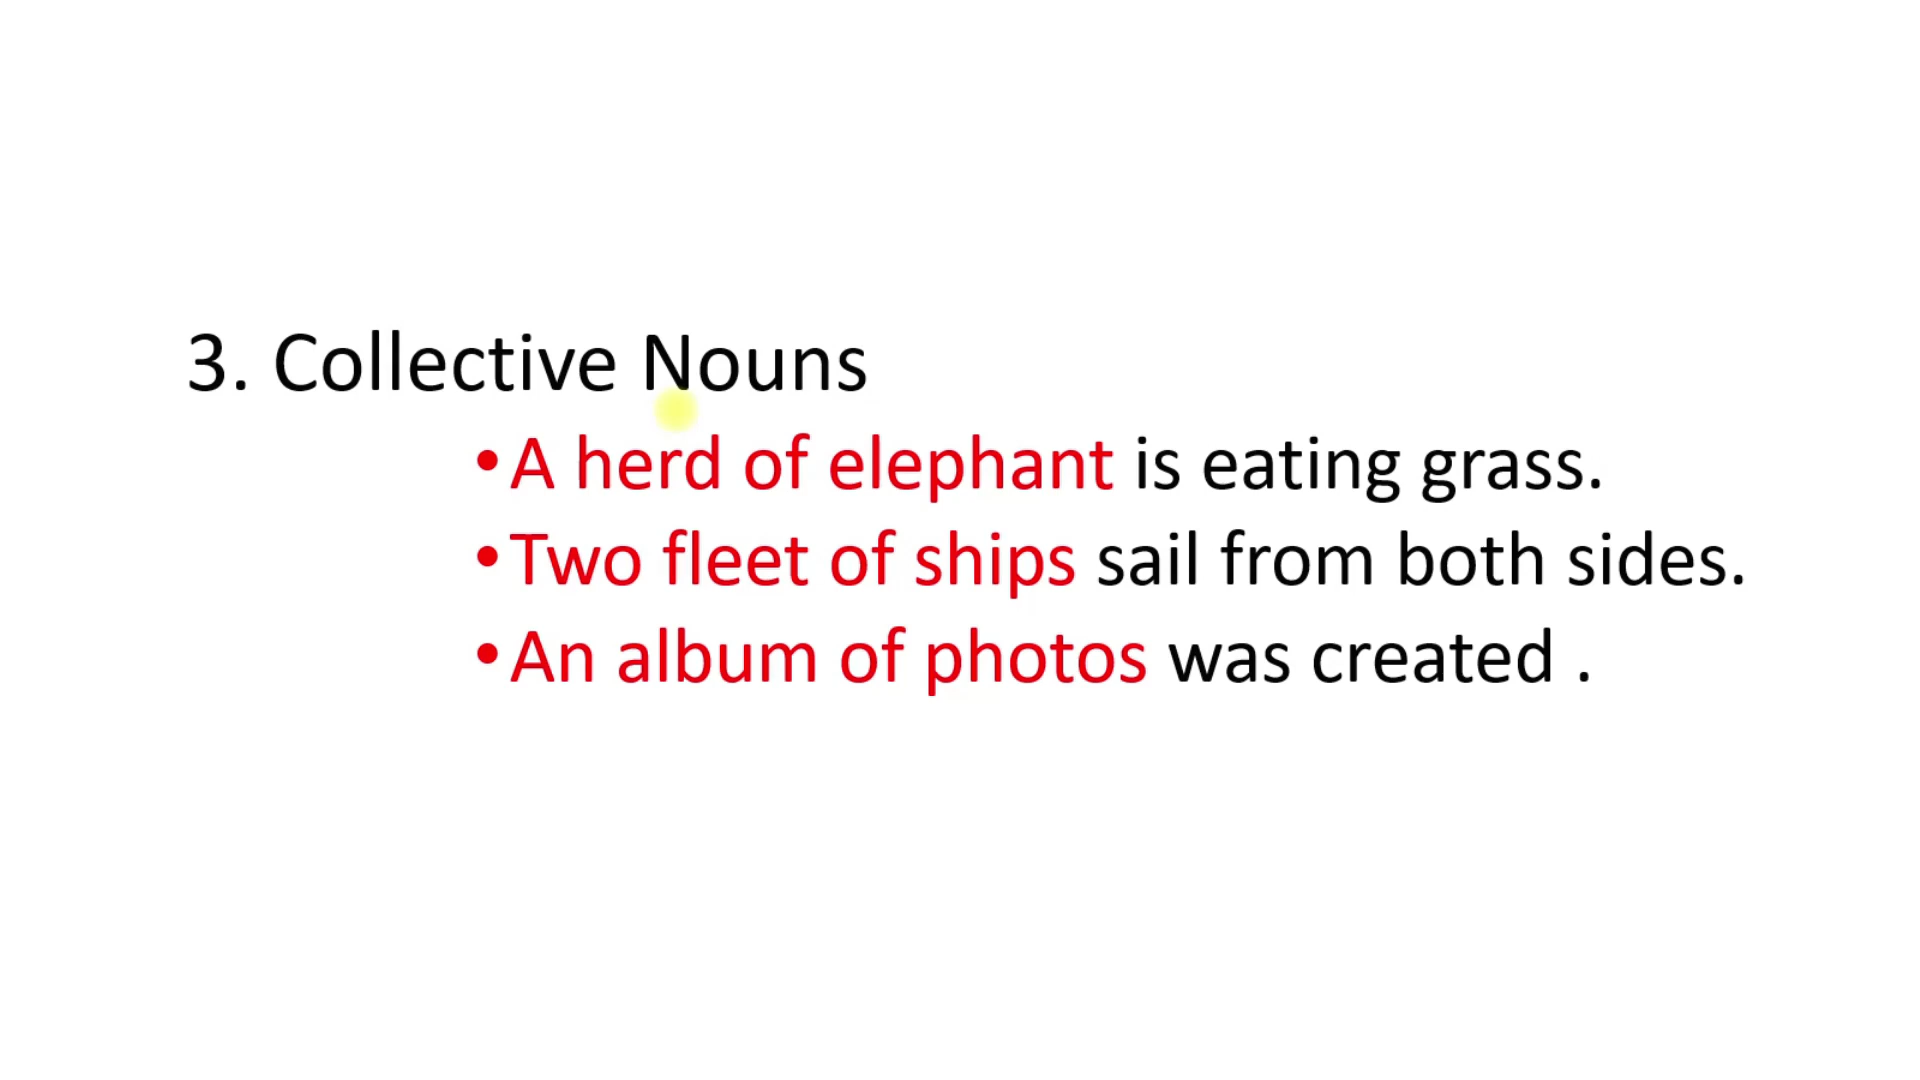 3. Collective Nouns
•A herd of elephant is eating grass.
•Two fleet of ships sail from both sides.
•An album of photos was created .